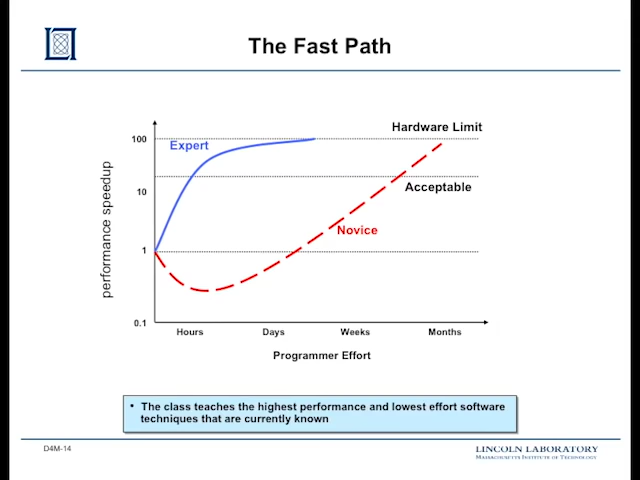 The Fast Path
Hardware Limit
100
Expert
Acceptable
10
performance speedup
Novice
1
0.1
Hours Days Weeks Months
Programmer Effort
• The class teaches the highest performance and lowest effort software
techniques that are currently known
D4M-14
LINCOLN LABORATORY
MASSACHUSETTS INSTITUTE OF TECHNOLOGY